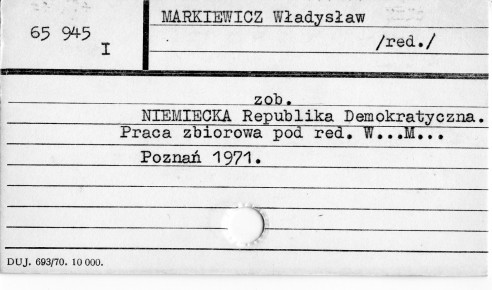 65 945
I
MARKIEWICZ Władysław
/red./
zob.
NIEMIECKA Republika Demokratyczna.
Praca zbiorowa pod red. W...M...
Poznań 1971.
DUJ. 693/70. 10 000.